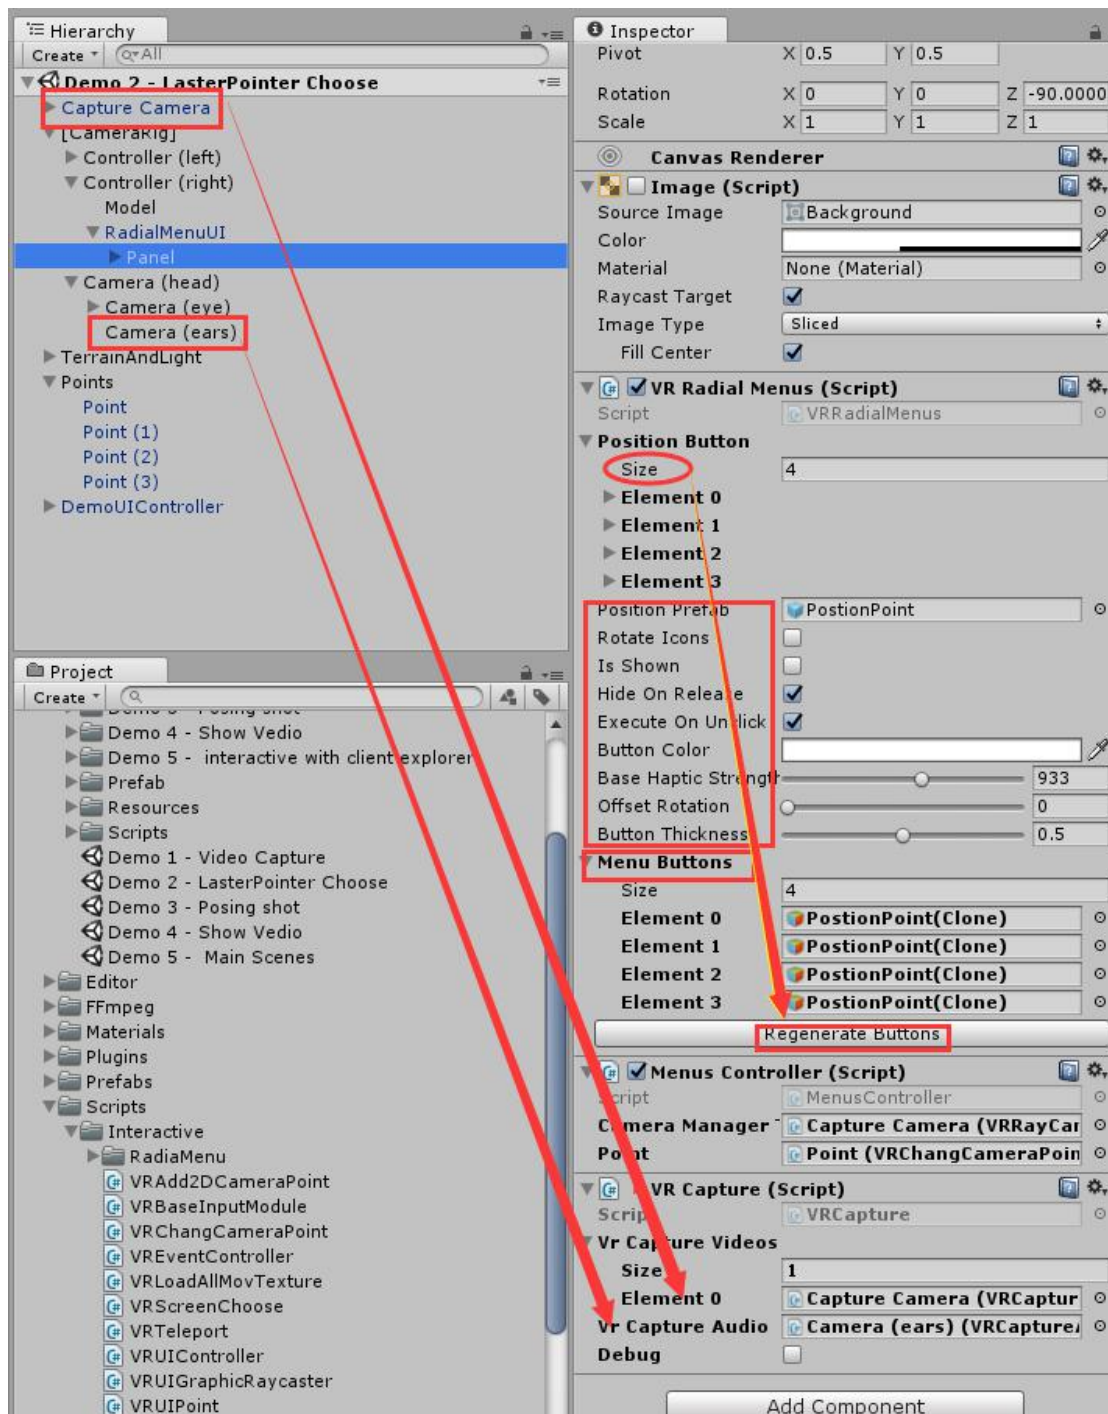 Hierarchy
Create
All
Demo 2 - LasterPointer Choose
Capture Camera
[CameraRig]
Controller (left)
Controller (right)
Model
RadialMenuUI
Panel
Camera (head)
Camera (eye)
Camera (ears)
TerrainAndLight
Points
Point
Point (1)
Point (2)
Point (3)
DemoUIController
Project
Create
Demo 3 - Posing shot
Demo 4 - Show Vedio
Demo 5 - interactive with client explorer
Prefab
Resources
Scripts
Demo 1 - Video Capture
Demo 2 - LasterPointer Choose
Demo 3 - Posing shot
Demo 4 - Show Vedio
Demo 5 - Main Scenes
Editor
FFmpeg
Materials
Plugins
Prefabs
Scripts
Interactive
RadiaMenu
VRAdd2DCameraPoint
VRBaseInputModule
VRChangCameraPoint
VREventController
VRLoadAllMovTexture
VRScreenChoose
VRTeleport
VRUIController
VRUIGraphicRaycaster
VRUIPoint
Inspector
Pivot X 0.5 Y 0.5
Rotation X 0 Y 0 Z -90.0000
Scale X 1 Y 1 Z 1
Canvas Renderer
Image (Script)
Source Image Background
Color
Material None (Material)
Raycast Target
Image Type Sliced
Fill Center
VR Radial Menus (Script)
Script VRRadialMenus
Position Button
Size 4
Element 0
Element 1
Element 2
Element 3
Position Prefab PostionPoint
Rotate Icons
Is Shown
Hide On Release
Execute On Unclick
Button Color
Base Haptic Strength 933
Offset Rotation 0
Button Thickness 0.5
Menu Buttons
Size 4
Element 0 PostionPoint(Clone)
Element 1 PostionPoint(Clone)
Element 2 PostionPoint(Clone)
Element 3 PostionPoint(Clone)
Regenerate Buttons
Menus Controller (Script)
Script MenusController
Camera Manager Capture Camera (VRRayCar
Point Point (VRChangCameraPoin
VR Capture (Script)
Script VRCapture
Vr Capture Videos
Size 1
Element 0 Capture Camera (VRCaptur
Vr Capture Audio Camera (ears) (VRCapture
Debug
Add Component